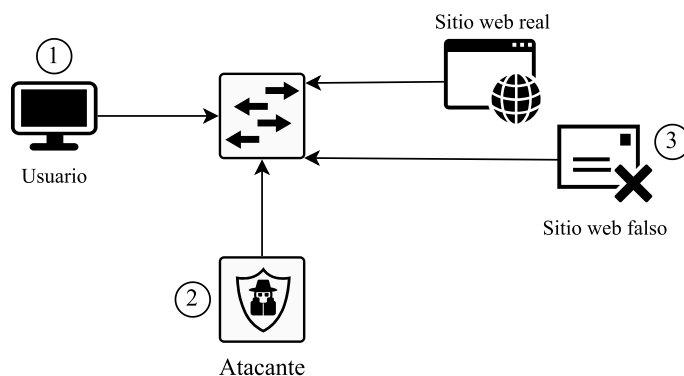 Sitio web real
1
Usuario
3
Sitio web falso
2
Atacante